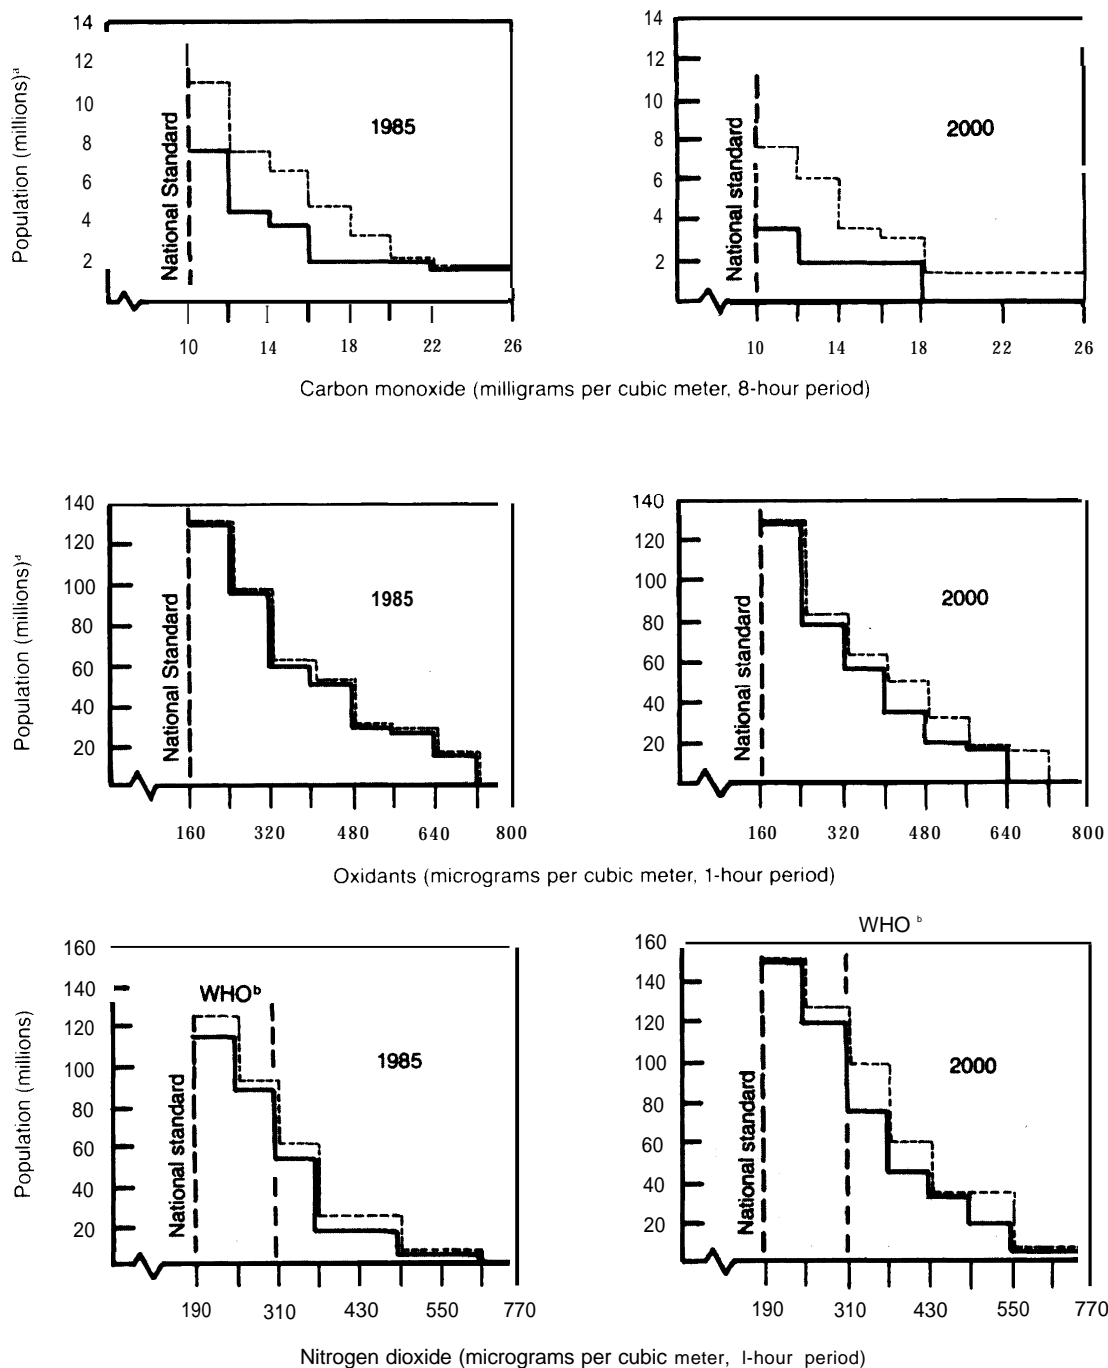 14
12
10
8
6
4
2
Population (millions)ᵃ
National Standard
1985
10 14 18 22 26
14
12
10
8
6
4
2
National standard
2000
10 14 18 22 26
Carbon monoxide (milligrams per cubic meter, 8-hour period)
140
120
100
80
60
40
20
Population (millions)ᵈ
National Standard
1985
160 320 480 640 800
140
120
100
80
60
40
20
National standard
2000
160 320 480 640 800
Oxidants (micrograms per cubic meter, 1-hour period)
160
140
120
100
80
60
40
20
Population (millions)
WHOᵇ
National standard
1985
190 310 430 550 770
WHO ᵇ
160
140
120
100
80
60
40
20
National standard
2000
190 310 430 550 770
Nitrogen dioxide (micrograms per cubic meter, I-hour period)